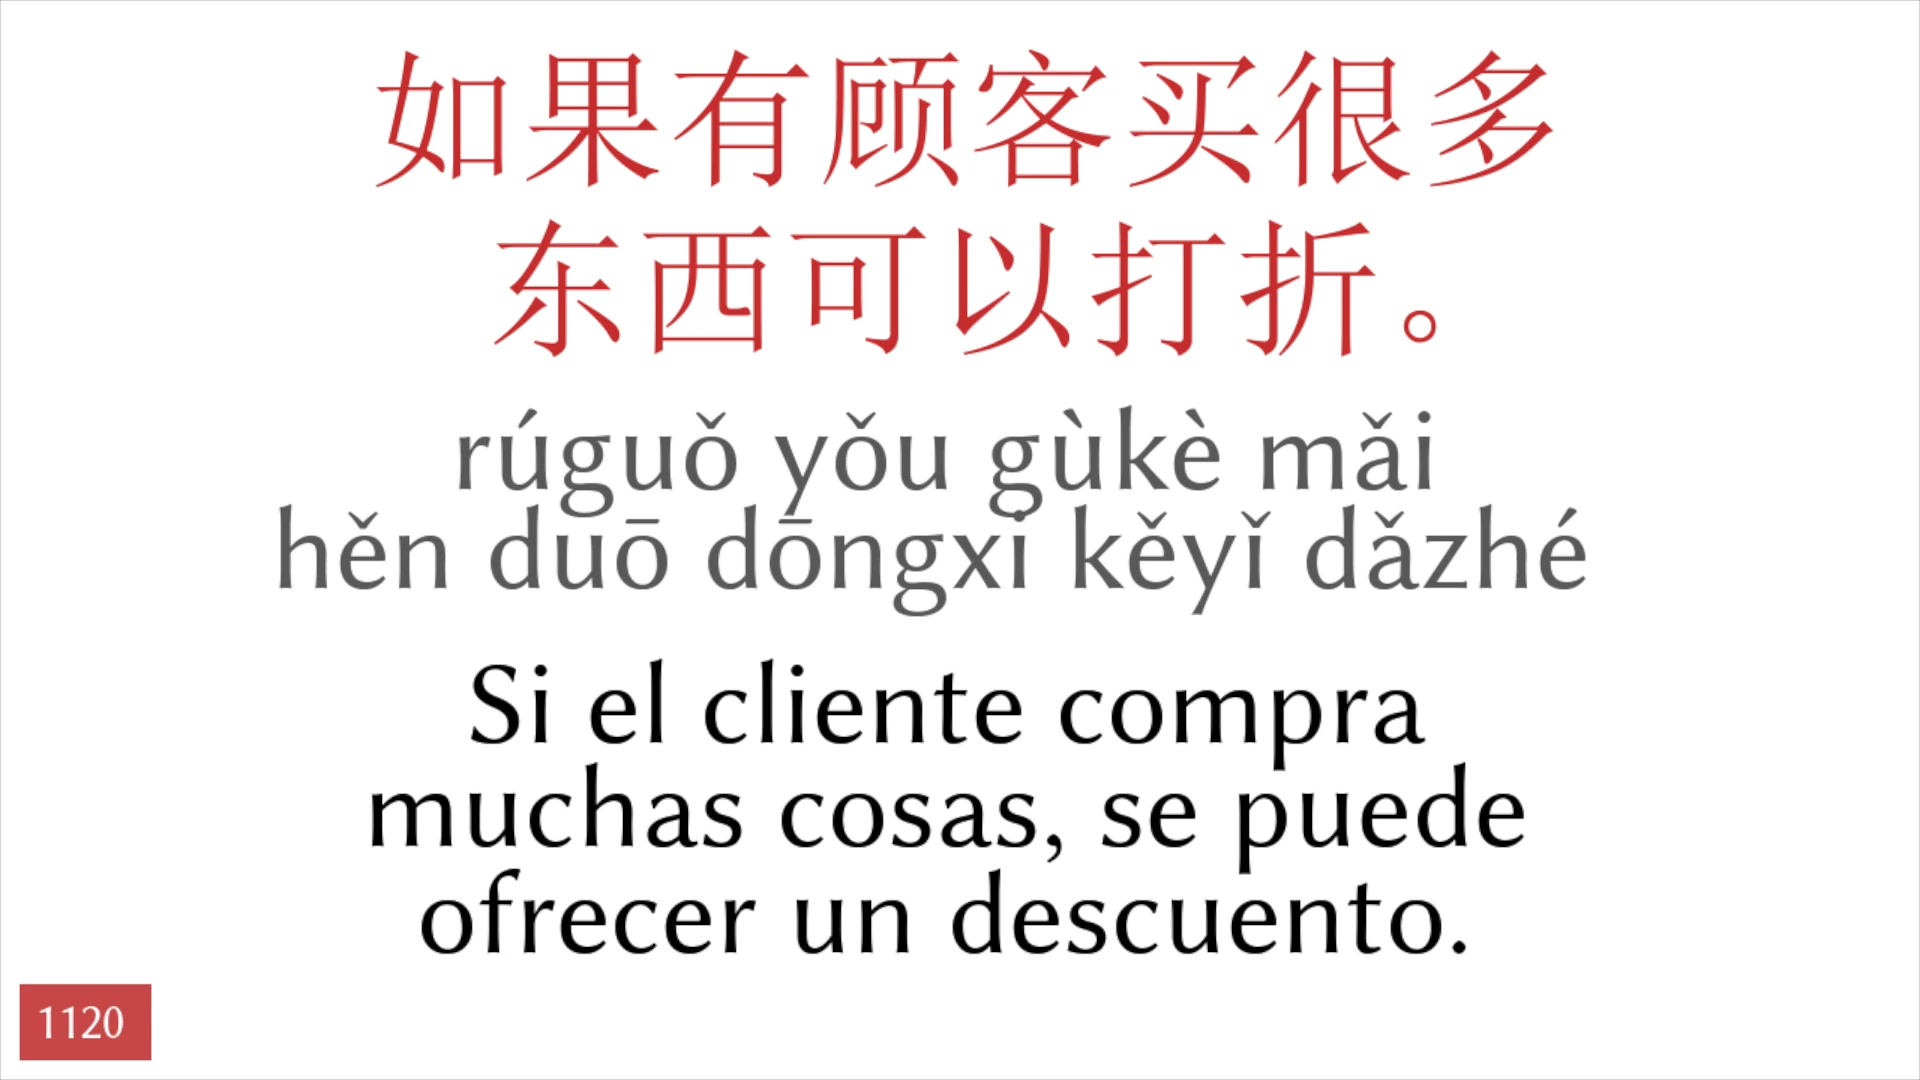 如果有顾客买很多
东西可以打折。
rúguǒ yǒu gùkè mǎi
hěn duō dōngxi kěyǐ dǎzhé
Si el cliente compra
muchas cosas, se puede
ofrecer un descuento.
1120